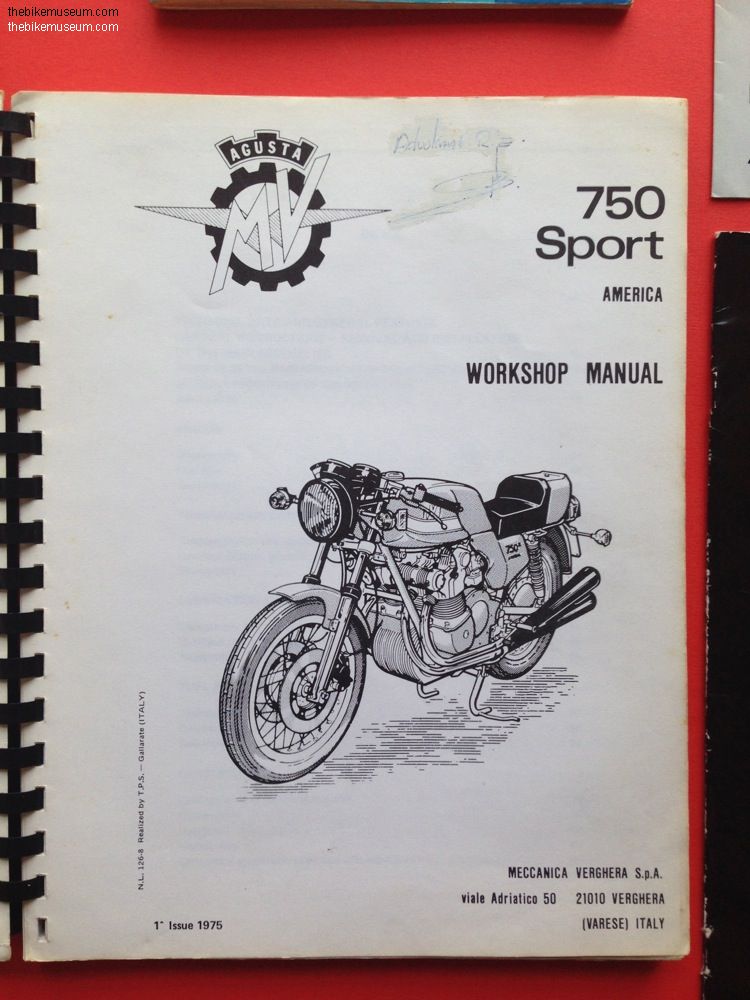 thebikemuseum.com
thebikemuseum.com
AGUSTA
MV
750
Sport
AMERICA
WORKSHOP MANUAL
750
N.L. 126-8 Realized by T.P.S. — Gallarate (ITALY)
MECCANICA VERGHERA S.p.A.
viale Adriatico 50 21010 VERGHERA
(VARESE) ITALY
1^ Issue 1975